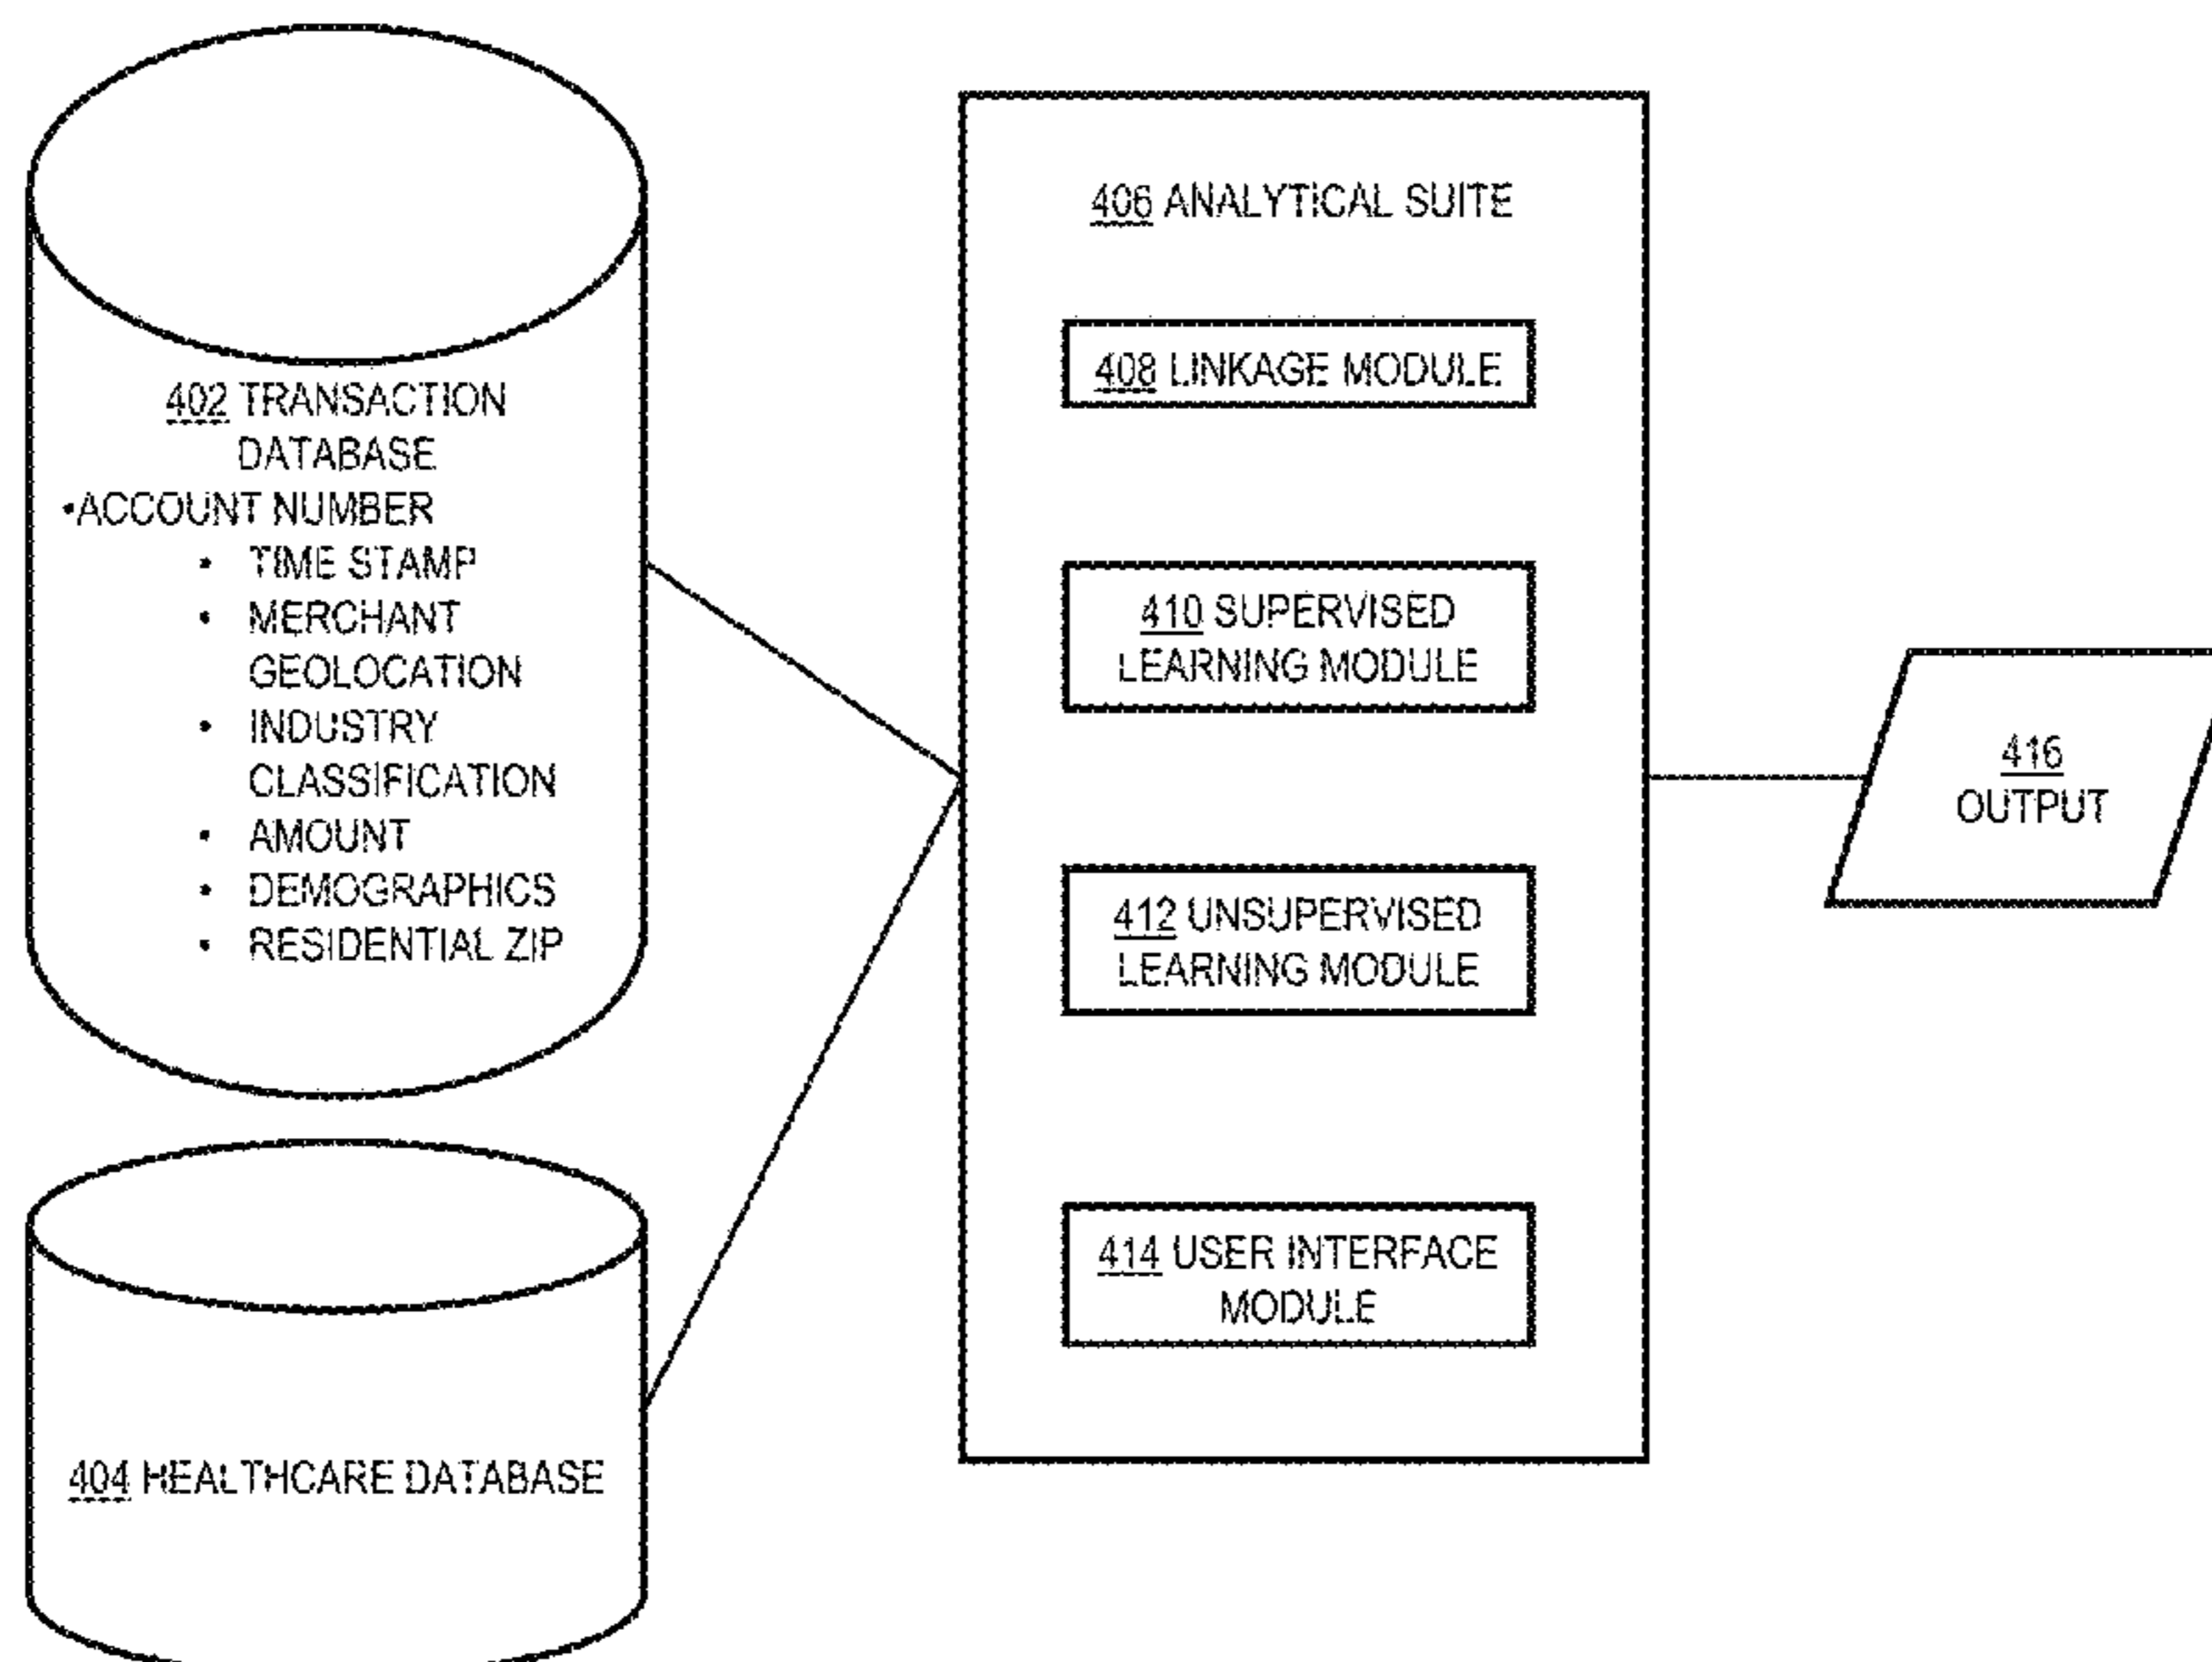 402 TRANSACTION
DATABASE
•ACCOUNT NUMBER
• TIME STAMP
• MERCHANT
GEOLOCATION
• INDUSTRY
CLASSIFICATION
• AMOUNT
• DEMOGRAPHICS
• RESIDENTIAL ZIP
404 HEALTHCARE DATABASE
406 ANALYTICAL SUITE
408 LINKAGE MODULE
410 SUPERVISED
LEARNING MODULE
412 UNSUPERVISED
LEARNING MODULE
414 USER INTERFACE
MODULE
416
OUTPUT